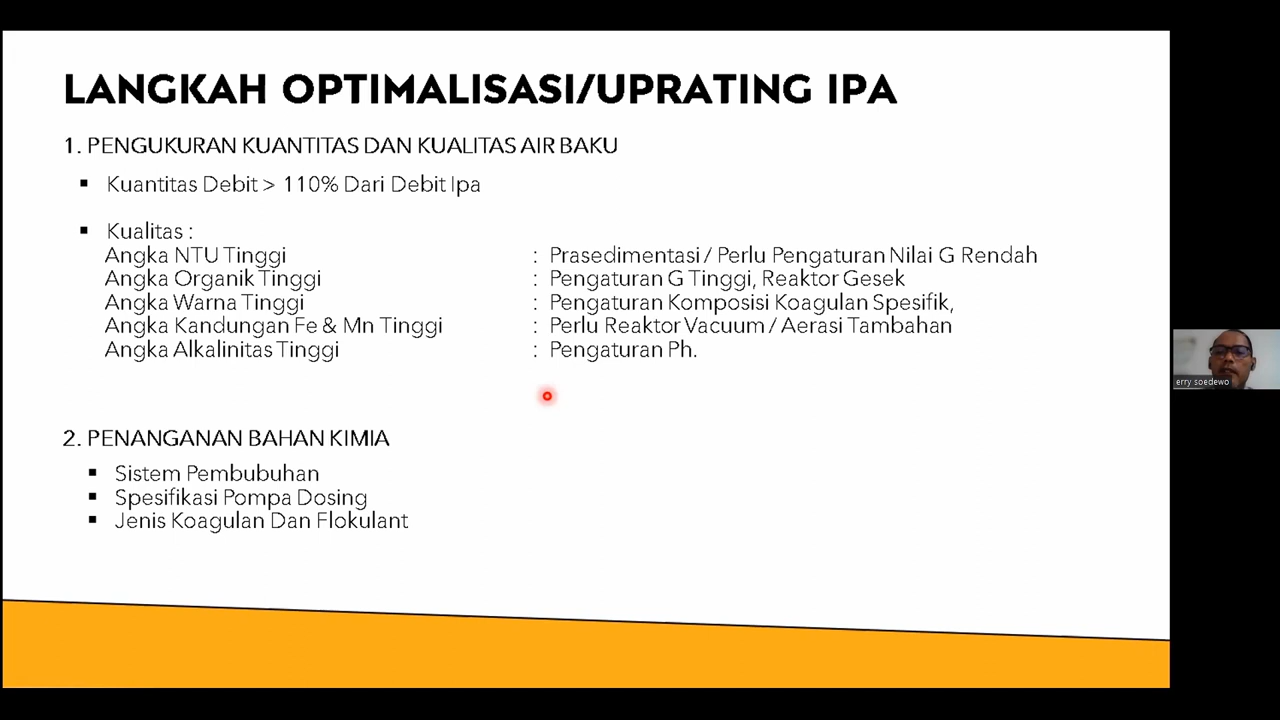 LANGKAH OPTIMALISASI/UPRATING IPA
1. PENGUKURAN KUANTITAS DAN KUALITAS AIR BAKU
▪ Kuantitas Debit > 110% Dari Debit Ipa
▪ Kualitas :
Angka NTU Tinggi : Prasedimentasi / Perlu Pengaturan Nilai G Rendah
Angka Organik Tinggi : Pengaturan G Tinggi, Reaktor Gesek
Angka Warna Tinggi : Pengaturan Komposisi Koagulan Spesifik,
Angka Kandungan Fe & Mn Tinggi : Perlu Reaktor Vacuum / Aerasi Tambahan
Angka Alkalinitas Tinggi : Pengaturan Ph.
erry soedewo
2. PENANGANAN BAHAN KIMIA
▪ Sistem Pembubuhan
▪ Spesifikasi Pompa Dosing
▪ Jenis Koagulan Dan Flokulant